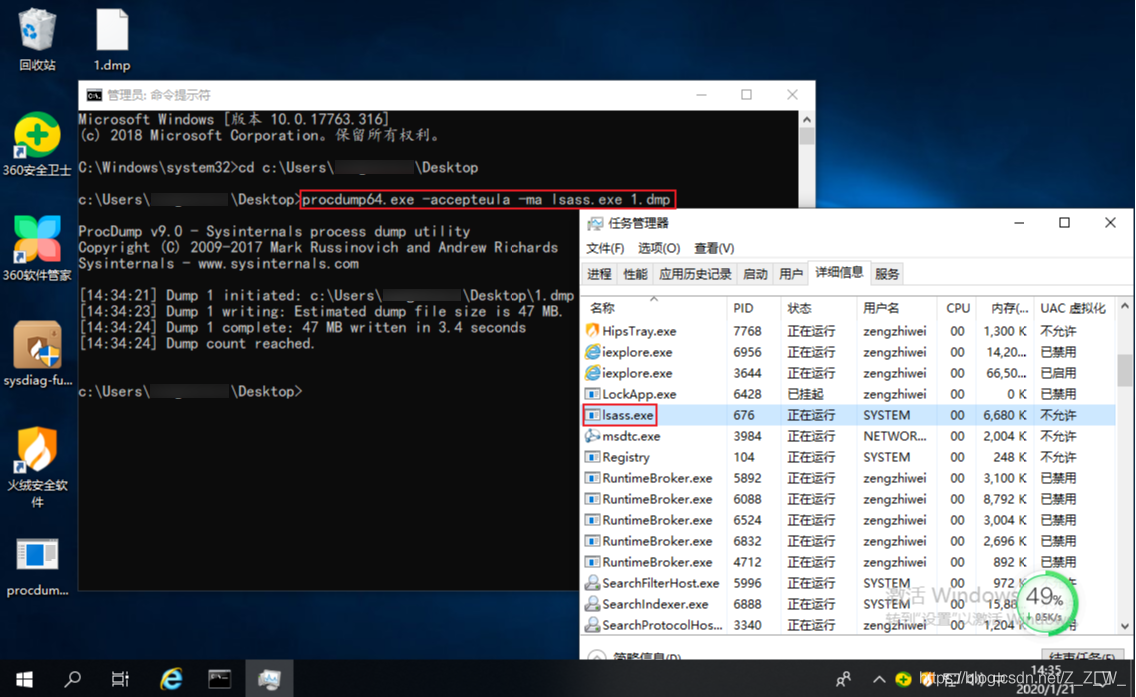 回收站
1.dmp
360安全卫士
360软件管家
sysdiag-fu...
火绒安全软
件
procdum...
管理员: 命令提示符
Microsoft Windows [版本 10.0.17763.316]
(c) 2018 Microsoft Corporation。保留所有权利。
C:\Windows\system32>cd c:\Users\ \Desktop
c:\Users\ \Desktop>procdump64.exe -accepteula -ma lsass.exe 1.dmp
ProcDump v9.0 - Sysinternals process dump utility
Copyright (C) 2009-2017 Mark Russinovich and Andrew Richards
Sysinternals - www.sysinternals.com
[14:34:21] Dump 1 initiated: c:\Users\ \Desktop\1.dmp
[14:34:23] Dump 1 writing: Estimated dump file size is 47 MB.
[14:34:24] Dump 1 complete: 47 MB written in 3.4 seconds
[14:34:24] Dump count reached.
c:\Users\ \Desktop>
任务管理器
文件(F) 选项(O) 查看(V)
进程 性能 应用历史记录 启动 用户 详细信息 服务
名称 PID 状态 用户名 CPU 内存(... UAC 虚拟化
HipsTray.exe 7768 正在运行 zengzhiwei 00 1,300 K 不允许
iexplore.exe 6956 正在运行 zengzhiwei 00 14,20... 已禁用
iexplore.exe 3644 正在运行 zengzhiwei 00 66,50... 已启用
LockApp.exe 6428 已挂起 zengzhiwei 00 0 K 已禁用
lsass.exe 676 正在运行 SYSTEM 00 6,680 K 不允许
msdtc.exe 3984 正在运行 NETWOR... 00 2,004 K 不允许
Registry 104 正在运行 SYSTEM 00 248 K 不允许
RuntimeBroker.exe 5892 正在运行 zengzhiwei 00 3,100 K 已禁用
RuntimeBroker.exe 6088 正在运行 zengzhiwei 00 8,792 K 已禁用
RuntimeBroker.exe 6524 正在运行 zengzhiwei 00 3,004 K 已禁用
RuntimeBroker.exe 6832 正在运行 zengzhiwei 00 2,696 K 已禁用
RuntimeBroker.exe 4712 正在运行 zengzhiwei 00 892 K 已禁用
SearchFilterHost.exe 5996 正在运行 SYSTEM 00 972 K
SearchIndexer.exe 6888 正在运行 SYSTEM 00 15,88
SearchProtocolHos... 3340 正在运行 zengzhiwei 00 1,204 K
激活 Windows
转到"设置"以激活 Windows
49%
0.5K/s
简略信息(D) 结束任务(E)
14:35
https://blog.csdn.net/Z_Z_W_
2020/1/21